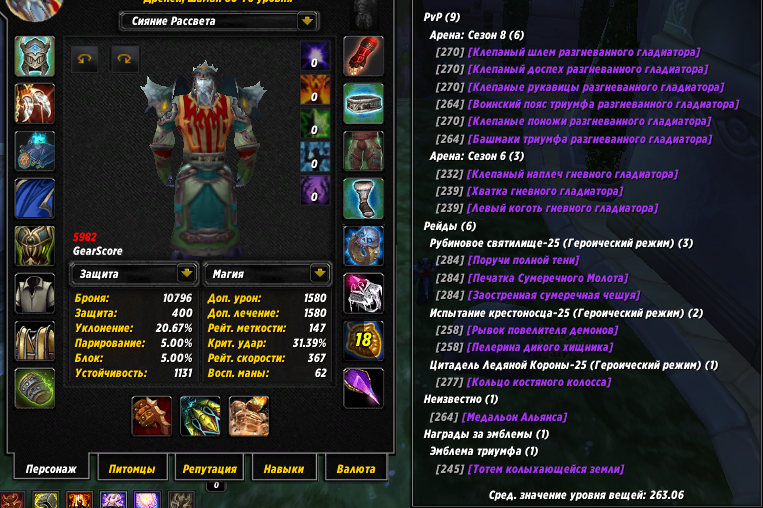 Дреней, Шаман 80-го уровня
Сияние Рассвета
0
0
0
0
0
5982
GearScore
18
Защита
Магия
Броня: 10796
Защита: 400
Уклонение: 20.67%
Парирование: 5.00%
Блок: 5.00%
Устойчивость: 1131
Доп. урон: 1580
Доп. лечение: 1580
Рейт. меткости: 147
Крит. удар: 31.39%
Рейт. скорости: 367
Восп. маны: 62
Персонаж
Питомцы
Репутация
Навыки
Валюта
0
PvP (9)
Арена: Сезон 8 (6)
[270] [Клепаный шлем разгневанного гладиатора]
[270] [Клепаный доспех разгневанного гладиатора]
[270] [Клепаные рукавицы разгневанного гладиатора]
[264] [Воинский пояс триумфа разгневанного гладиатора]
[270] [Клепаные поножи разгневанного гладиатора]
[264] [Башмаки триумфа разгневанного гладиатора]
Арена: Сезон 6 (3)
[232] [Клепаный наплеч гневного гладиатора]
[239] [Хватка гневного гладиатора]
[239] [Левый коготь гневного гладиатора]
Рейды (6)
Рубиновое святилище-25 (Героический режим) (3)
[284] [Поручи полной тени]
[284] [Печатка Сумеречного Молота]
[284] [Заостренная сумеречная чешуя]
Испытание крестоносца-25 (Героический режим) (2)
[258] [Рывок повелителя демонов]
[258] [Пелерина дикого хищника]
Цитадель Ледяной Короны-25 (Героический режим) (1)
[277] [Кольцо костяного колосса]
Неизвестно (1)
[264] [Медальон Альянса]
Награды за эмблемы (1)
Эмблема триумфа (1)
[245] [Тотем колыхающейся земли]
Сред. значение уровня вещей: 263.06